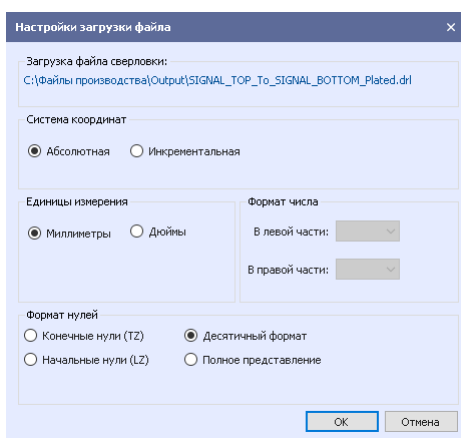 Настройки загрузки файла
Загрузка файла сверловки:
C:\Файлы производства\Output\SIGNAL_TOP_To_SIGNAL_BOTTOM_Plated.drl
Система координат
Абсолютная Инкрементальная
Единицы измерения
Миллиметры Дюймы
Формат числа
В левой части:
В правой части:
Формат нулей
Конечные нули (TZ) Десятичный формат
Начальные нули (LZ) Полное представление
OK Отмена